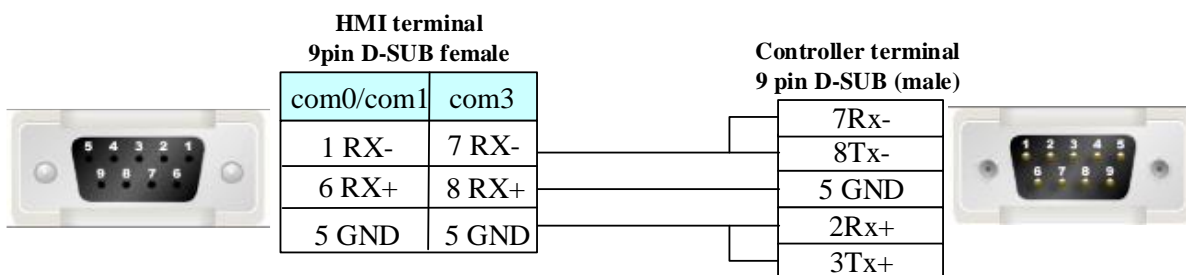 HMI terminal
9pin D-SUB female
Controller terminal
9 pin D-SUB (male)
com0/com1 com3
1 RX- 7 RX-
6 RX+ 8 RX+
5 GND 5 GND
7Rx-
8Tx-
5 GND
2Rx+
3Tx+
5 4 3 2 1
9 8 7 6
1 2 3 4 5
6 7 8 9